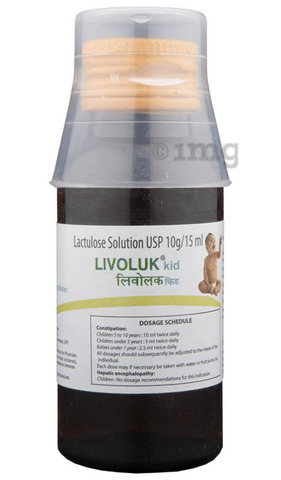 1mg
Lactulose Solution USP 10g/15 ml
LIVOLUK® kid
लिवोलक किड
DOSAGE SCHEDULE
Constipation:
Children 5 to 10 years : 10 ml twice daily
Children under 5 years : 5 ml twice daily
Babies under 1 year : 2.5 ml twice daily
All dosages should subsequently be adjusted to the needs of the
individual.
Each dose may if necessary be taken with water or fruit juices, etc.
Hepatic encephalopathy:
Children : No dosage recommendations for this indication.